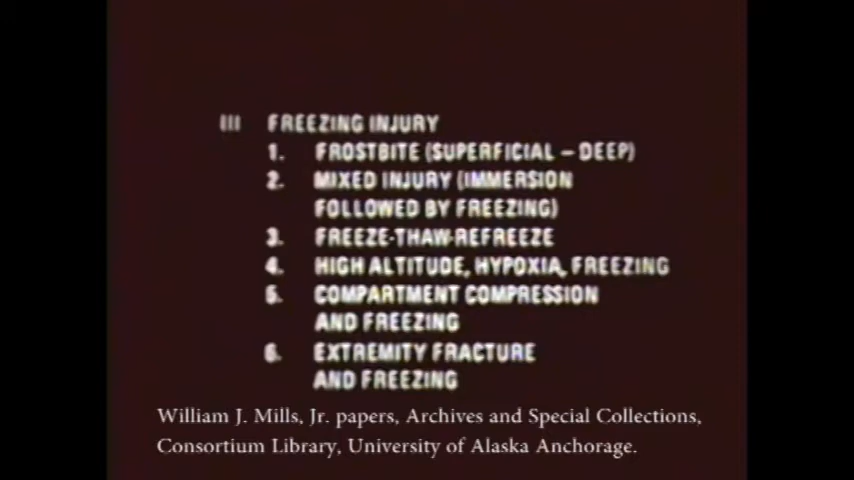 III FREEZING INJURY
1. FROSTBITE (SUPERFICIAL – DEEP)
2. MIXED INJURY (IMMERSION
FOLLOWED BY FREEZING)
3. FREEZE-THAW-REFREEZE
4. HIGH ALTITUDE, HYPOXIA, FREEZING
5. COMPARTMENT COMPRESSION
AND FREEZING
6. EXTREMITY FRACTURE
AND FREEZING
William J. Mills, Jr. papers, Archives and Special Collections,
Consortium Library, University of Alaska Anchorage.